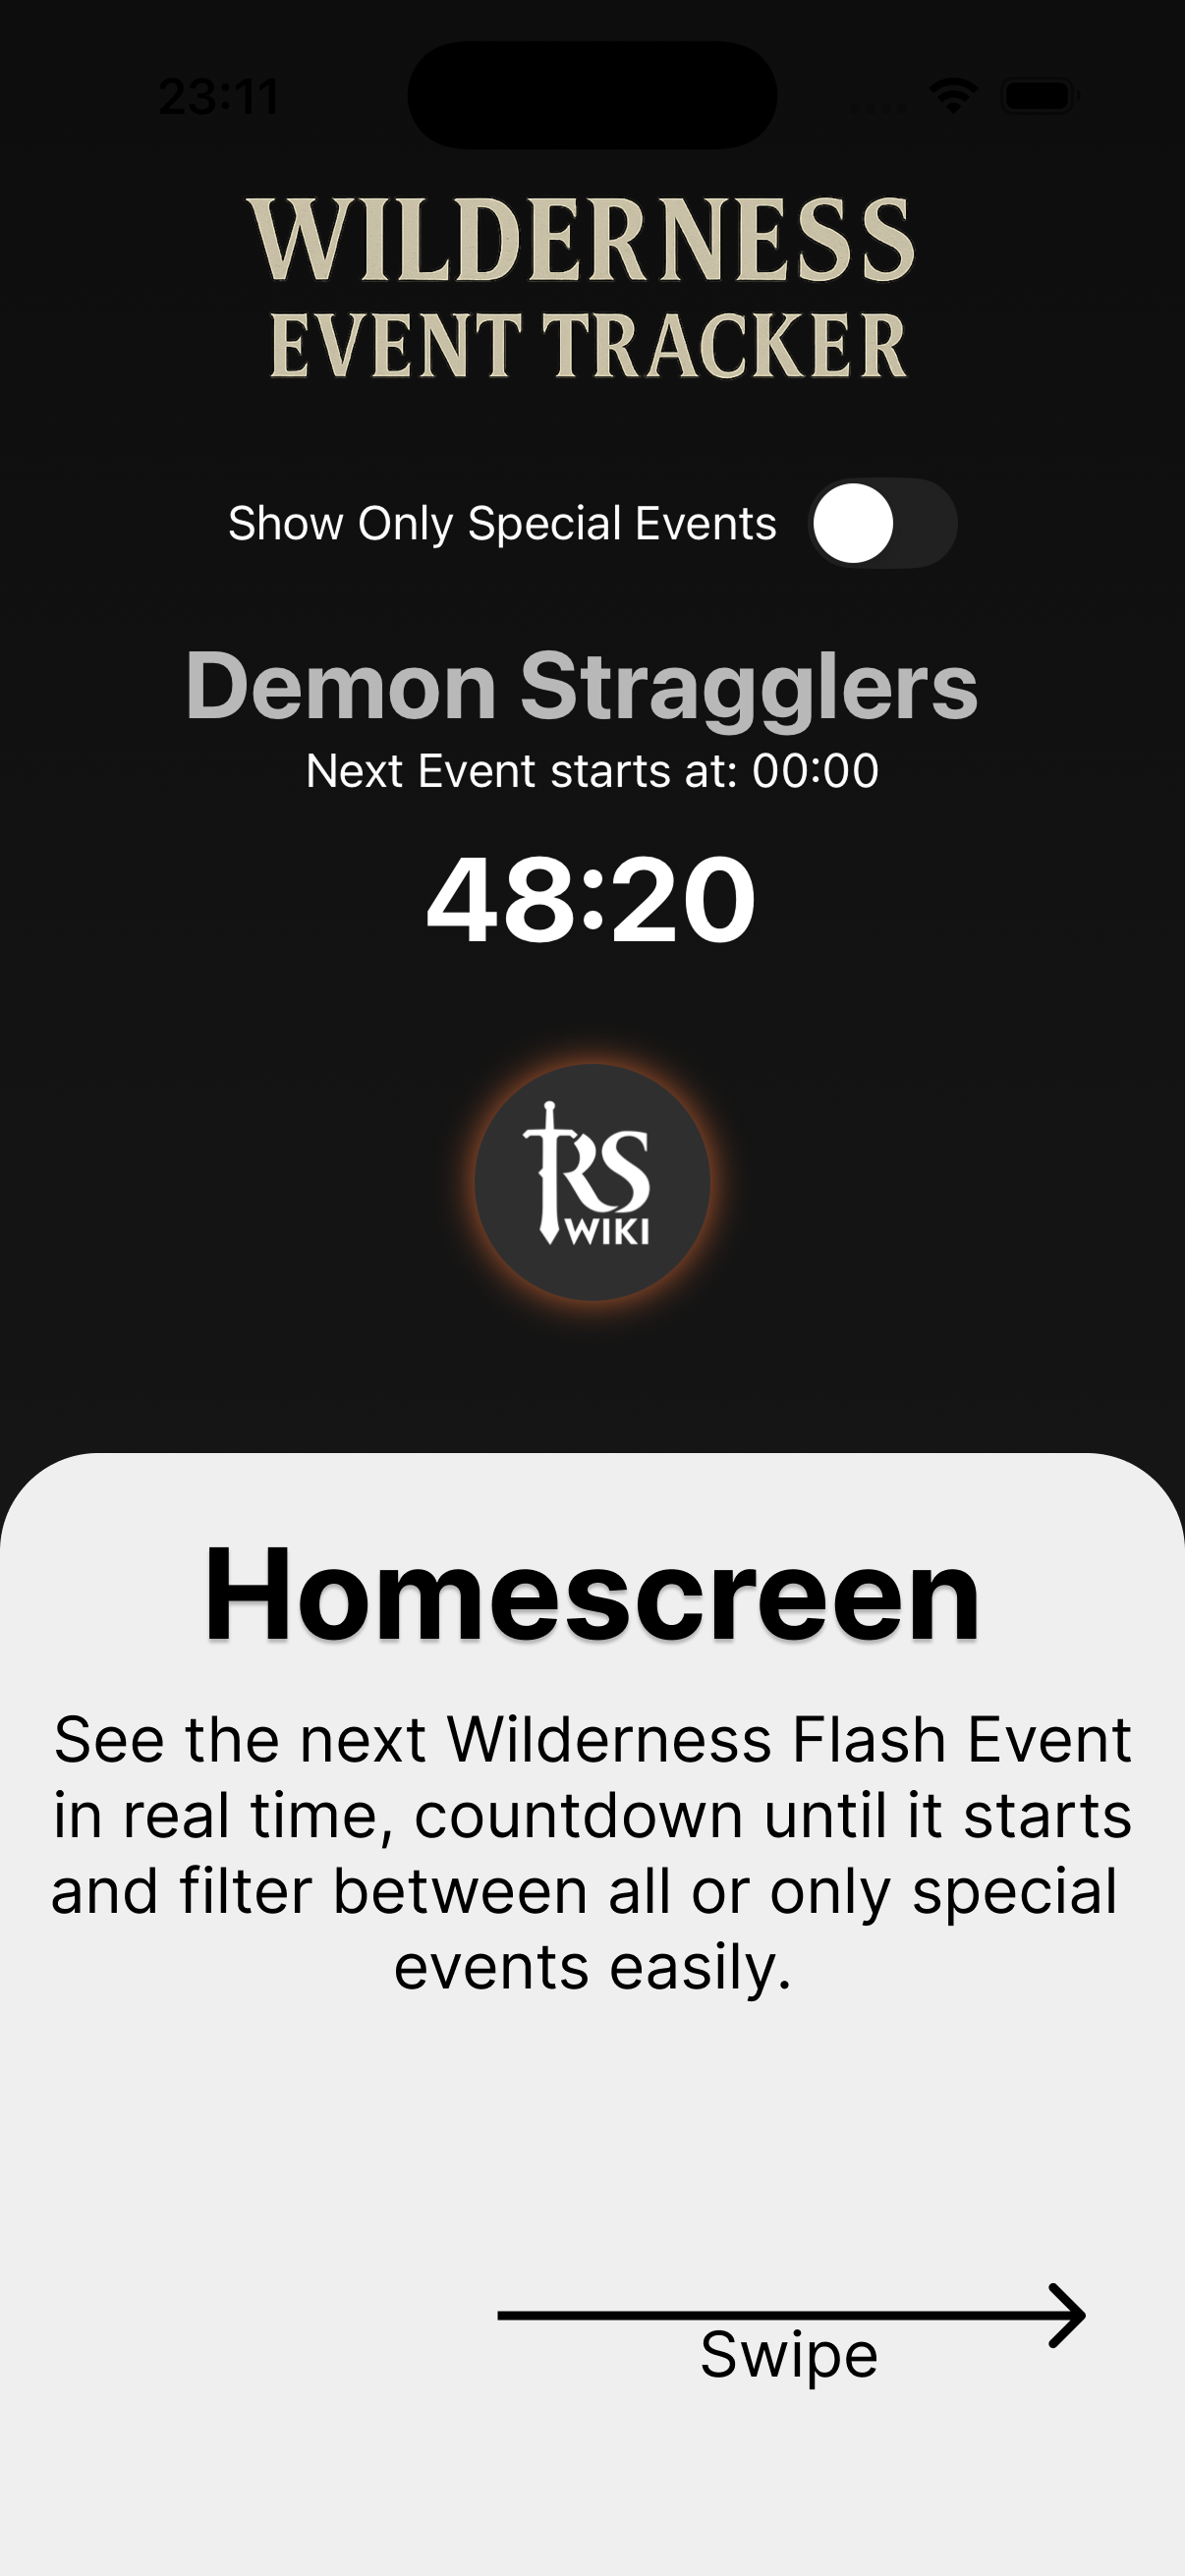 23:11
WILDERNESS
EVENT TRACKER
Show Only Special Events
Demon Stragglers
Next Event starts at: 00:00
48:20
RS
WIKI
Homescreen
See the next Wilderness Flash Event
in real time, countdown until it starts
and filter between all or only special
events easily.
Swipe